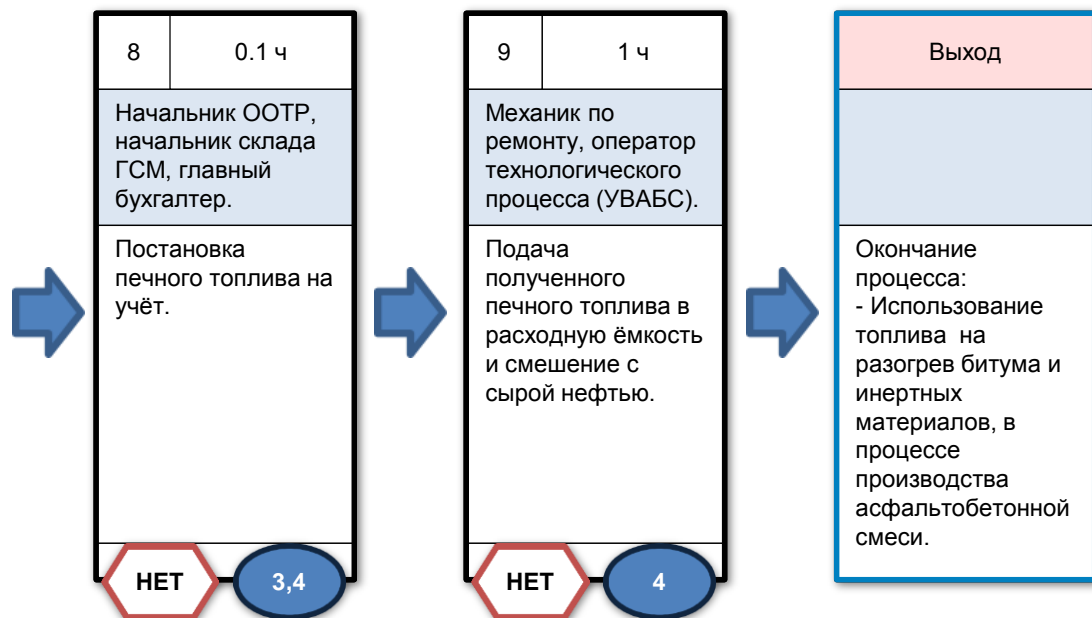 8
0.1 ч
Начальник ООТР,
начальник склада
ГСМ, главный
бухгалтер.
Постановка
печного топлива на
учёт.
НЕТ
3,4
9
1 ч
Механик по
ремонту, оператор
технологического
процесса (УВАБС).
Подача
полученного
печного топлива в
расходную ёмкость
и смешение с
сырой нефтью.
НЕТ
4
Выход
Окончание
процесса:
- Использование
топлива на
разогрев битума и
инертных
материалов, в
процессе
производства
асфальтобетонной
смеси.